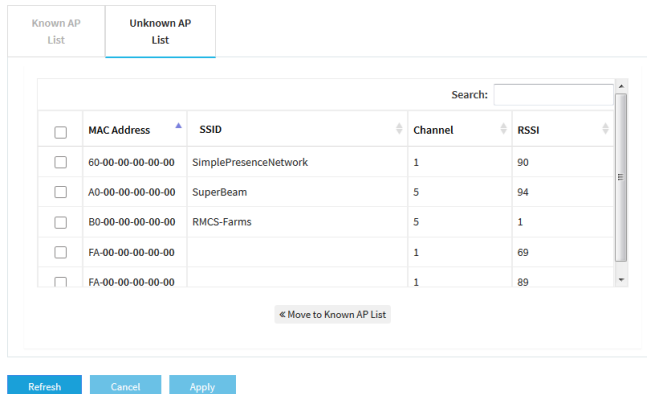 Known AP Unknown AP
List List
Search:
MAC Address SSID Channel RSSI
60-00-00-00-00-00 SimplePresenceNetwork 1 90
A0-00-00-00-00-00 SuperBeam 5 94
B0-00-00-00-00-00 RMCS-Farms 5 1
FA-00-00-00-00-00 1 69
FA-00-00-00-00-00 1 89
« Move to Known AP List
Refresh Cancel Apply